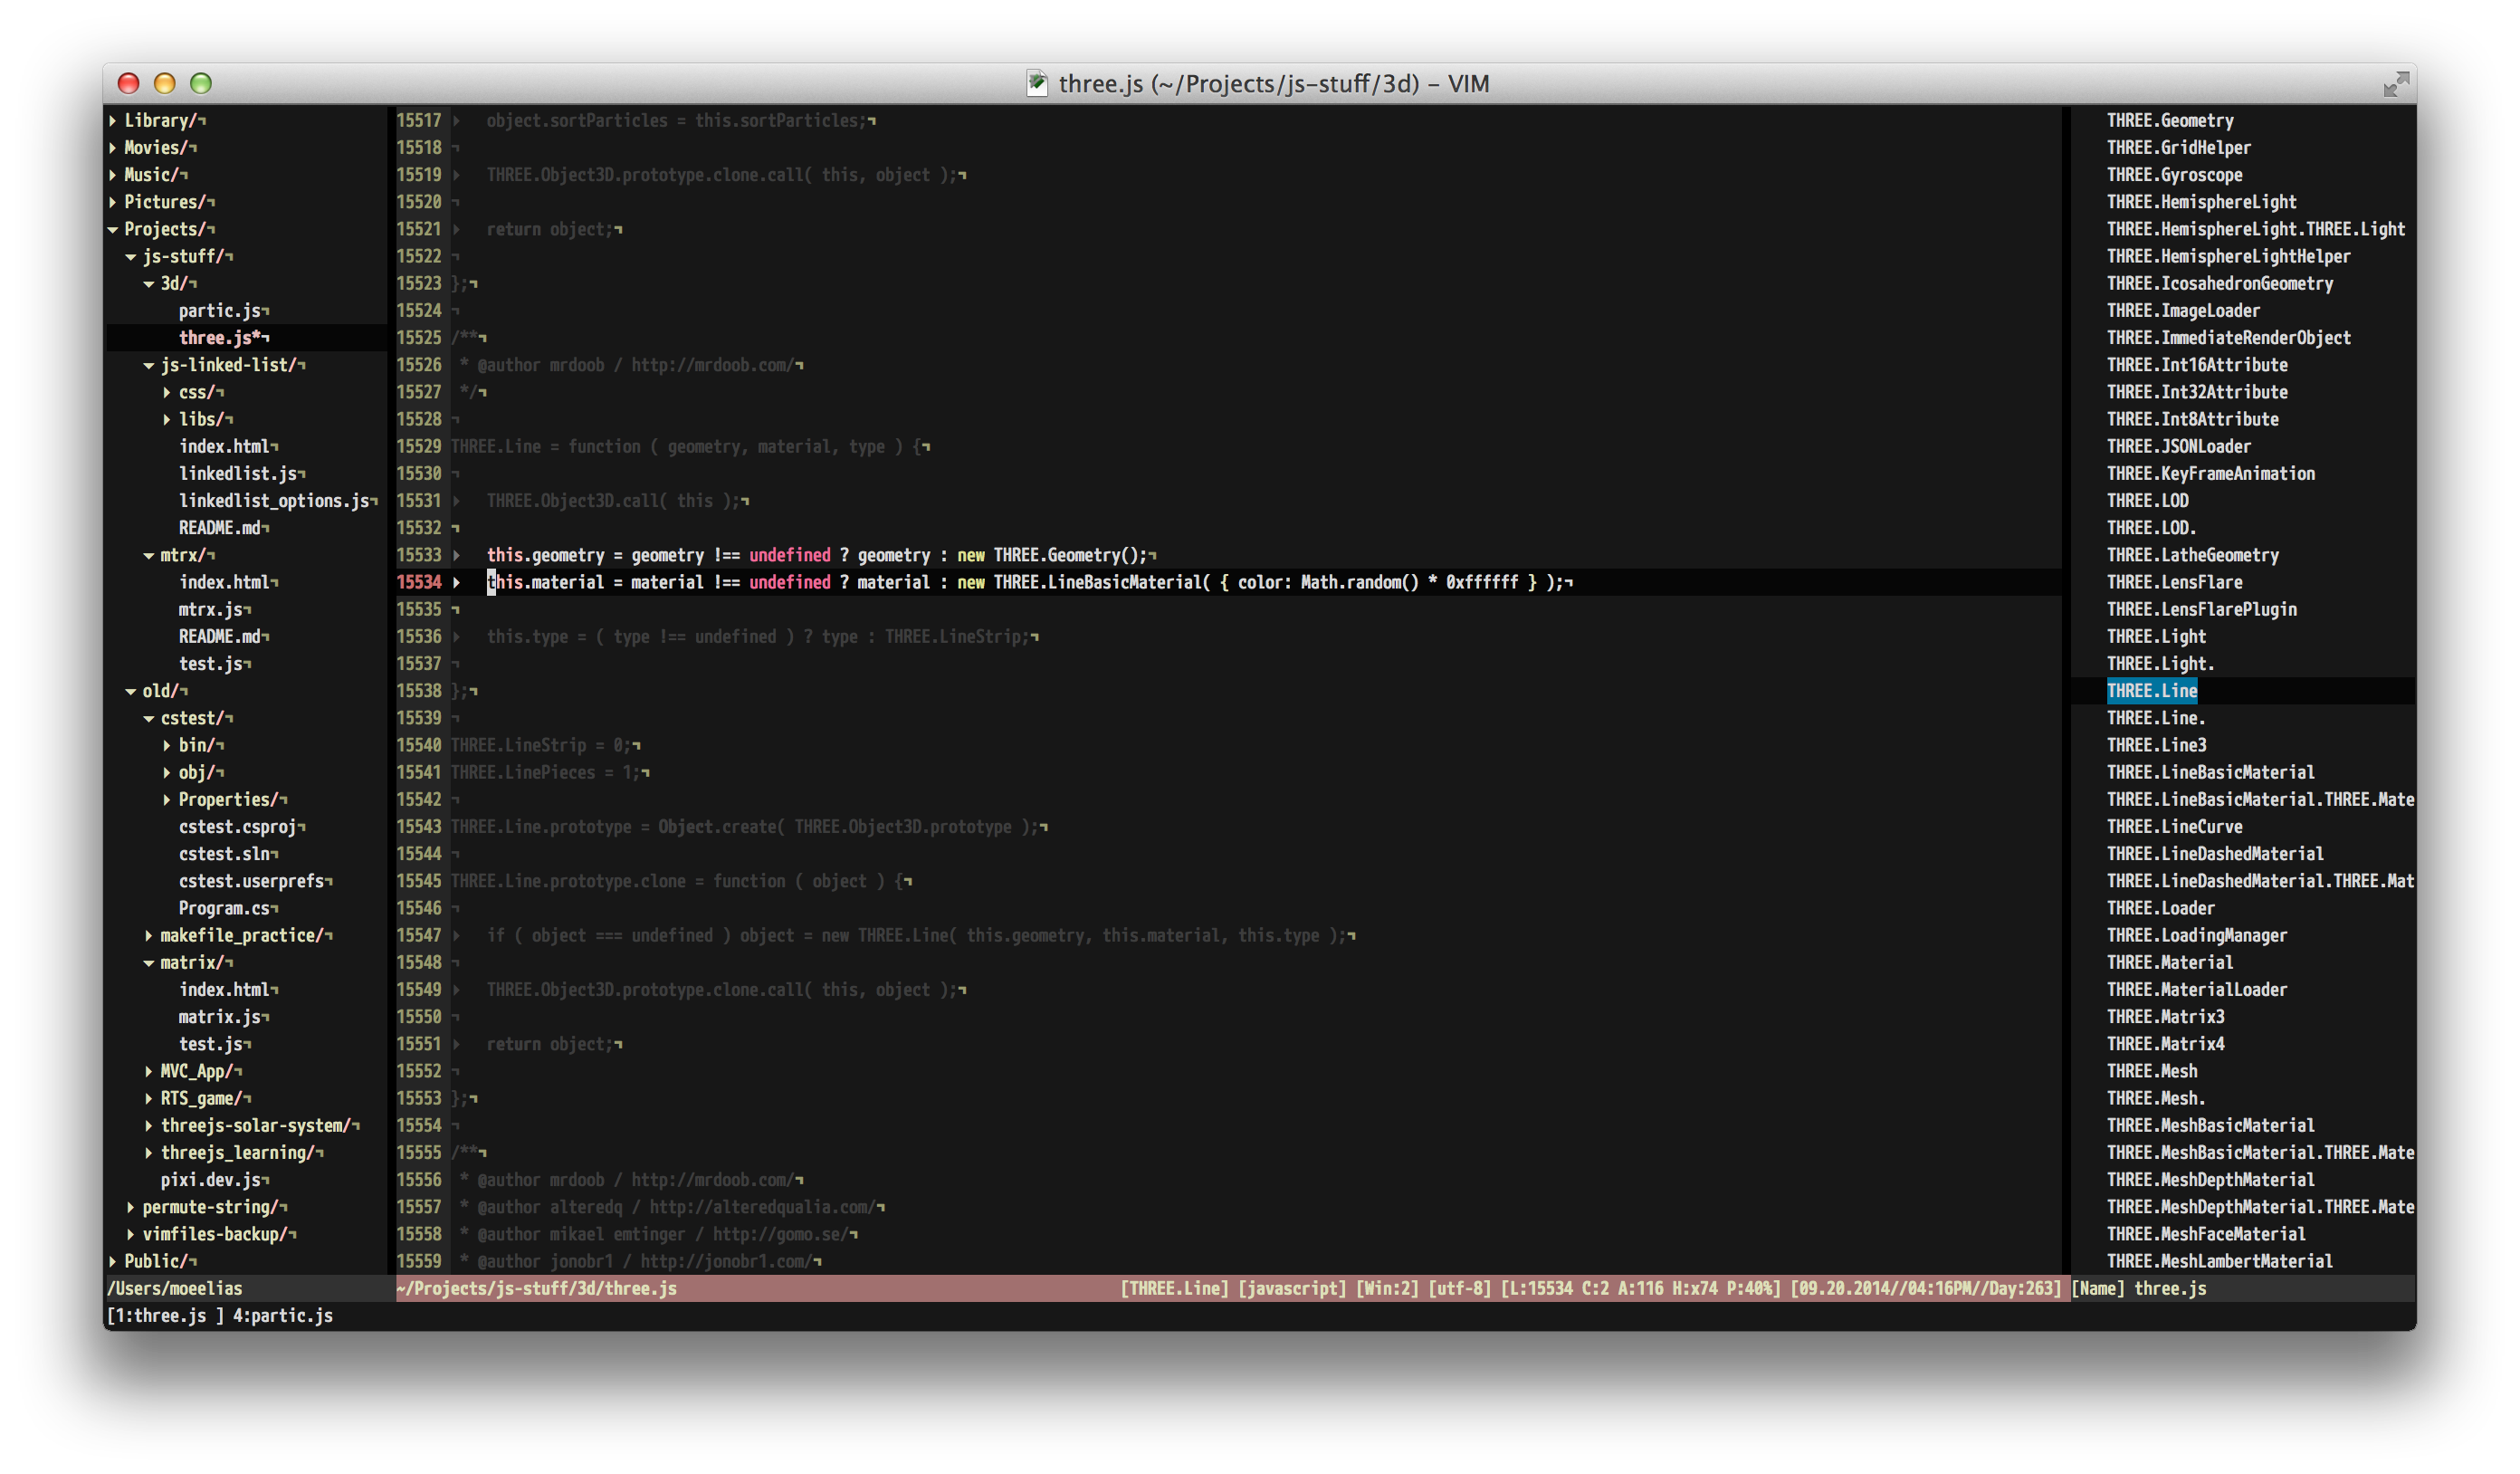 three.js (~/Projects/js-stuff/3d) – VIM
▸ Library/¬
▸ Movies/¬
▸ Music/¬
▸ Pictures/¬
▾ Projects/¬
▾ js-stuff/¬
▾ 3d/¬
partic.js¬
three.js*¬
▾ js-linked-list/¬
▸ css/¬
▸ libs/¬
index.html¬
linkedlist.js¬
linkedlist_options.js¬
README.md¬
▾ mtrx/¬
index.html¬
mtrx.js¬
README.md¬
test.js¬
▾ old/¬
▾ cstest/¬
▸ bin/¬
▸ obj/¬
▸ Properties/¬
cstest.csproj¬
cstest.sln¬
cstest.userprefs¬
Program.cs¬
▸ makefile_practice/¬
▾ matrix/¬
index.html¬
matrix.js¬
test.js¬
▸ MVC_App/¬
▸ RTS_game/¬
▸ threejs-solar-system/¬
▸ threejs_learning/¬
pixi.dev.js¬
▸ permute-string/¬
▸ vimfiles-backup/¬
▸ Public/¬
/Users/moeelias
15517 ▸ object.sortParticles = this.sortParticles;¬
15518 ¬
15519 ▸ THREE.Object3D.prototype.clone.call( this, object );¬
15520 ¬
15521 ▸ return object;¬
15522 ¬
15523 };¬
15524 ¬
15525 /**¬
15526 * @author mrdoob / http://mrdoob.com/¬
15527 */¬
15528 ¬
15529 THREE.Line = function ( geometry, material, type ) {¬
15530 ¬
15531 ▸ THREE.Object3D.call( this );¬
15532 ¬
15533 ▸ this.geometry = geometry !== undefined ? geometry : new THREE.Geometry();¬
15534 ▸ this.material = material !== undefined ? material : new THREE.LineBasicMaterial( { color: Math.random() * 0xffffff } );¬
15535 ¬
15536 ▸ this.type = ( type !== undefined ) ? type : THREE.LineStrip;¬
15537 ¬
15538 };¬
15539 ¬
15540 THREE.LineStrip = 0;¬
15541 THREE.LinePieces = 1;¬
15542 ¬
15543 THREE.Line.prototype = Object.create( THREE.Object3D.prototype );¬
15544 ¬
15545 THREE.Line.prototype.clone = function ( object ) {¬
15546 ¬
15547 ▸ if ( object === undefined ) object = new THREE.Line( this.geometry, this.material, this.type );¬
15548 ¬
15549 ▸ THREE.Object3D.prototype.clone.call( this, object );¬
15550 ¬
15551 ▸ return object;¬
15552 ¬
15553 };¬
15554 ¬
15555 /**¬
15556 * @author mrdoob / http://mrdoob.com/¬
15557 * @author alteredq / http://alteredqualia.com/¬
15558 * @author mikael emtinger / http://gomo.se/¬
15559 * @author jonobr1 / http://jonobr1.com/¬
~/Projects/js-stuff/3d/three.js [THREE.Line] [javascript] [Win:2] [utf-8] [L:15534 C:2 A:116 H:x74 P:40%] [09.20.2014//04:16PM//Day:263]
THREE.Geometry
THREE.GridHelper
THREE.Gyroscope
THREE.HemisphereLight
THREE.HemisphereLight.THREE.Light
THREE.HemisphereLightHelper
THREE.IcosahedronGeometry
THREE.ImageLoader
THREE.ImmediateRenderObject
THREE.Int16Attribute
THREE.Int32Attribute
THREE.Int8Attribute
THREE.JSONLoader
THREE.KeyFrameAnimation
THREE.LOD
THREE.LOD.
THREE.LatheGeometry
THREE.LensFlare
THREE.LensFlarePlugin
THREE.Light
THREE.Light.
THREE.Line
THREE.Line.
THREE.Line3
THREE.LineBasicMaterial
THREE.LineBasicMaterial.THREE.Mate
THREE.LineCurve
THREE.LineDashedMaterial
THREE.LineDashedMaterial.THREE.Mat
THREE.Loader
THREE.LoadingManager
THREE.Material
THREE.MaterialLoader
THREE.Matrix3
THREE.Matrix4
THREE.Mesh
THREE.Mesh.
THREE.MeshBasicMaterial
THREE.MeshBasicMaterial.THREE.Mate
THREE.MeshDepthMaterial
THREE.MeshDepthMaterial.THREE.Mate
THREE.MeshFaceMaterial
THREE.MeshLambertMaterial
[Name] three.js
[1:three.js ] 4:partic.js